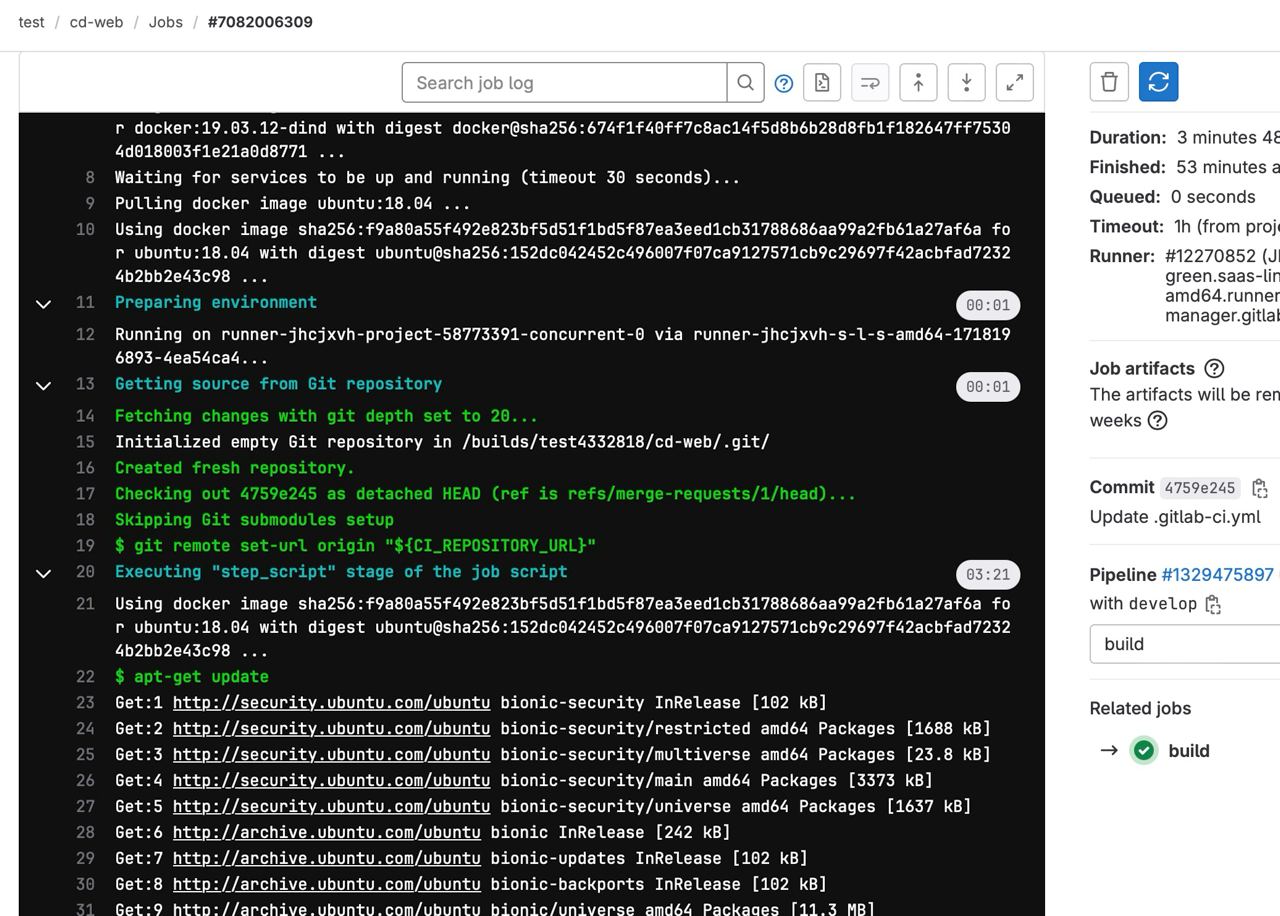 test / cd-web / Jobs / #7082006309
Search job log
r docker:19.03.12-dind with digest docker@sha256:674f1f40ff7c8ac14f5d8b6b28d8fb1f182647ff7530
4d018003f1e21a0d8771 ...
8 Waiting for services to be up and running (timeout 30 seconds)...
9 Pulling docker image ubuntu:18.04 ...
10 Using docker image sha256:f9a80a55f492e823bf5d51f1bd5f87ea3eed1cb31788686aa99a2fb61a27af6a fo
r ubuntu:18.04 with digest ubuntu@sha256:152dc042452c496007f07ca9127571cb9c29697f42acbfad7232
4b2bb2e43c98 ...
11 Preparing environment 00:01
12 Running on runner-jhcjxvh-project-58773391-concurrent-0 via runner-jhcjxvh-s-l-s-amd64-171819
6893-4ea54ca4...
13 Getting source from Git repository 00:01
14 Fetching changes with git depth set to 20...
15 Initialized empty Git repository in /builds/test4332818/cd-web/.git/
16 Created fresh repository.
17 Checking out 4759e245 as detached HEAD (ref is refs/merge-requests/1/head)...
18 Skipping Git submodules setup
19 $ git remote set-url origin "${CI_REPOSITORY_URL}"
20 Executing "step_script" stage of the job script 03:21
21 Using docker image sha256:f9a80a55f492e823bf5d51f1bd5f87ea3eed1cb31788686aa99a2fb61a27af6a fo
r ubuntu:18.04 with digest ubuntu@sha256:152dc042452c496007f07ca9127571cb9c29697f42acbfad7232
4b2bb2e43c98 ...
22 $ apt-get update
23 Get:1 http://security.ubuntu.com/ubuntu bionic-security InRelease [102 kB]
24 Get:2 http://security.ubuntu.com/ubuntu bionic-security/restricted amd64 Packages [1688 kB]
25 Get:3 http://security.ubuntu.com/ubuntu bionic-security/multiverse amd64 Packages [23.8 kB]
26 Get:4 http://security.ubuntu.com/ubuntu bionic-security/main amd64 Packages [3373 kB]
27 Get:5 http://security.ubuntu.com/ubuntu bionic-security/universe amd64 Packages [1637 kB]
28 Get:6 http://archive.ubuntu.com/ubuntu bionic InRelease [242 kB]
29 Get:7 http://archive.ubuntu.com/ubuntu bionic-updates InRelease [102 kB]
30 Get:8 http://archive.ubuntu.com/ubuntu bionic-backports InRelease [102 kB]
31 Get:9 http://archive.ubuntu.com/ubuntu bionic/universe amd64 Packages [11.3 MB]
Duration: 3 minutes 48
Finished: 53 minutes a
Queued: 0 seconds
Timeout: 1h (from proje
Runner: #12270852 (J
green.saas-lin
amd64.runner
manager.gitlab
Job artifacts
The artifacts will be rem
weeks
Commit 4759e245
Update .gitlab-ci.yml
Pipeline #1329475897
with develop
build
Related jobs
→ build